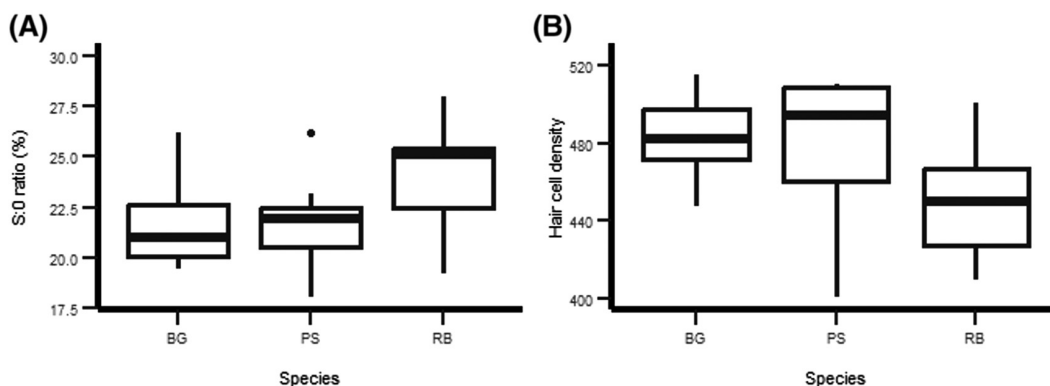 (A)
S:0 ratio (%)
30.0
27.5
25.0
22.5
20.0
17.5
BG PS RB
Species
(B)
Hair cell density
520
480
440
400
BG PS RB
Species